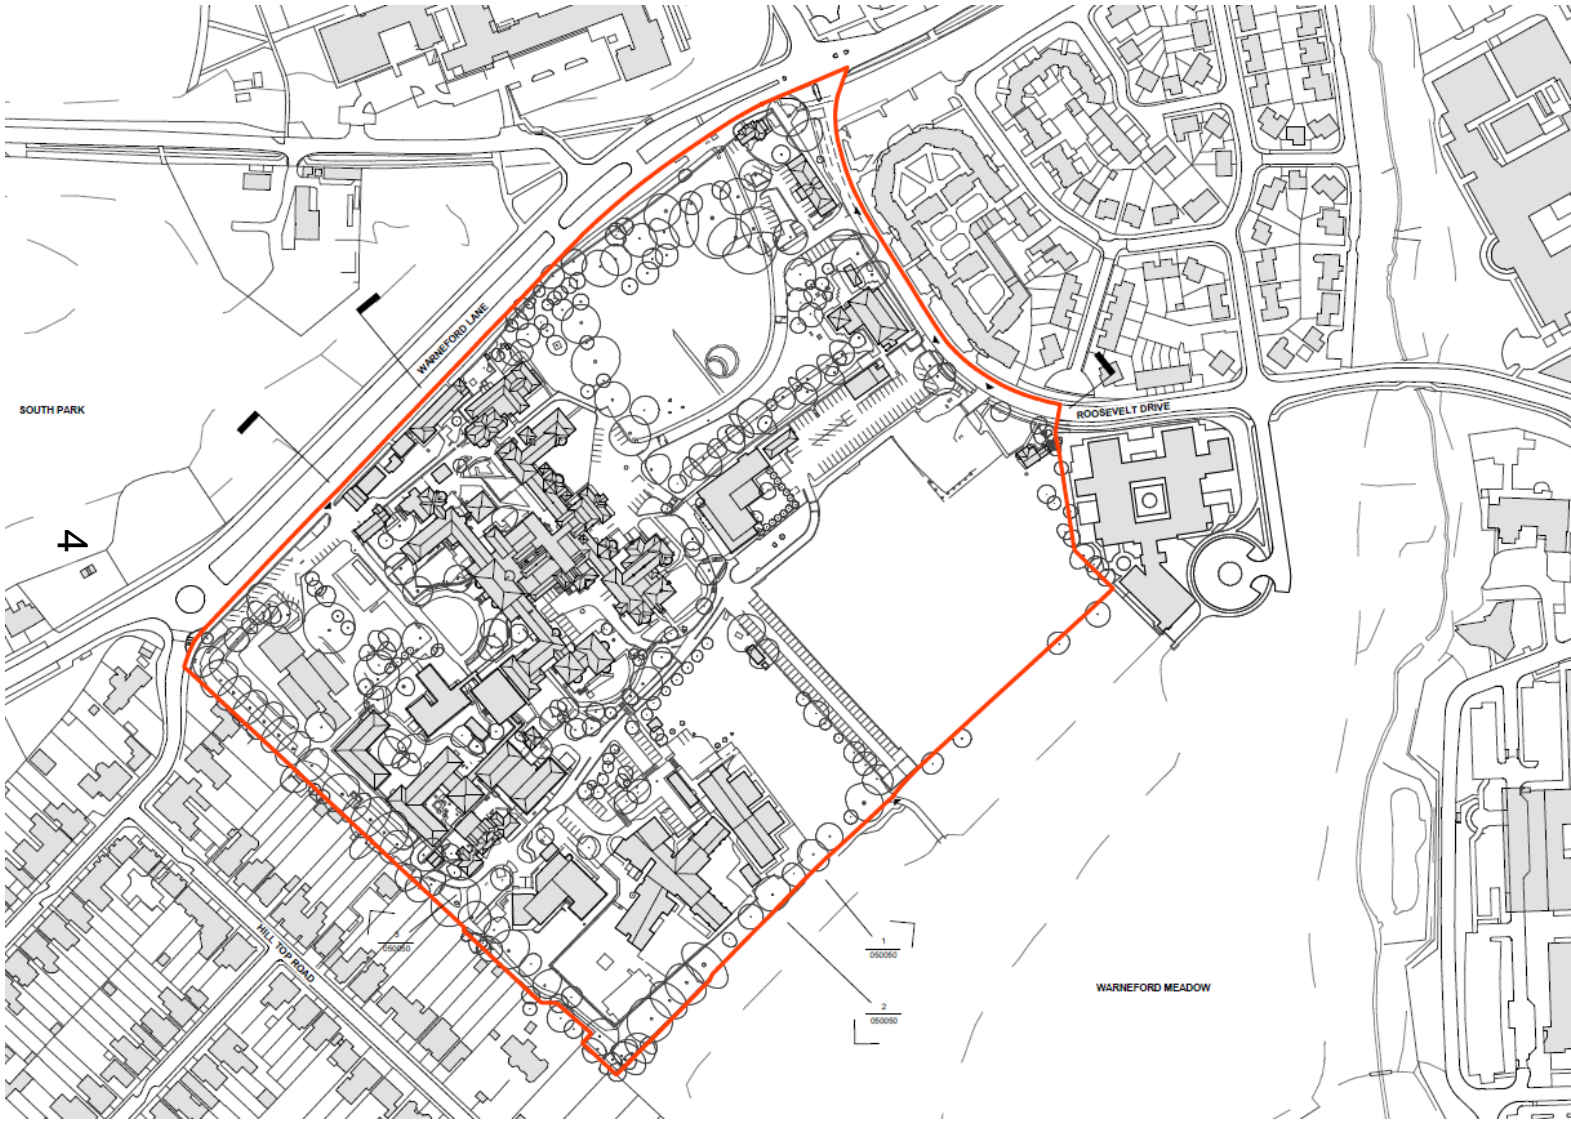 WARNEFORD LANE
SOUTH PARK
ROOSEVELT DRIVE
4
HILL TOP ROAD
3
050050
1
050050
2
050050
WARNEFORD MEADOW